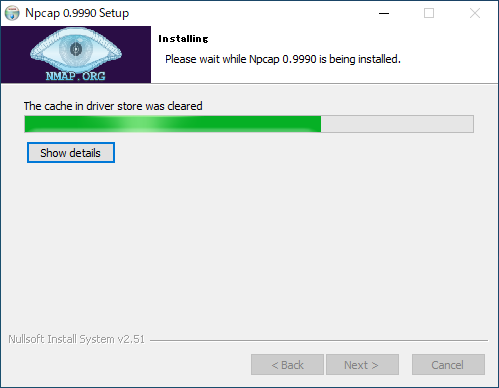 Npcap 0.9990 Setup
NMAP.ORG
Installing
Please wait while Npcap 0.9990 is being installed.
The cache in driver store was cleared
Show details
Nullsoft Install System v2.51
< Back
Next >
Cancel